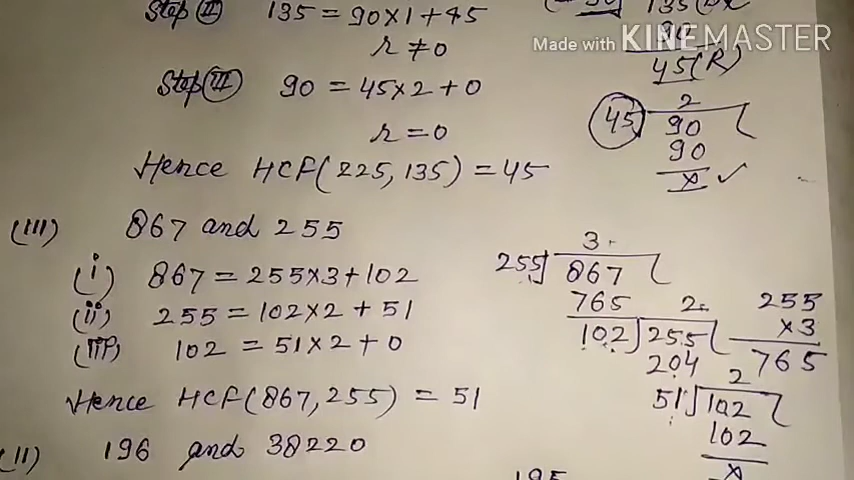 Step (II) 135 = 90×1+45
r ≠ 0
Step (III) 90 = 45×2+0
r = 0
Hence HCF(225, 135) = 45
(III) 867 and 255
(i) 867 = 255×3+102
(ii) 255 = 102×2 + 51
(iii) 102 = 51×2 + 0
Hence HCF(867, 255) = 51
(II) 196 and 38220
135
90
45(R)
2
45 90
90
x ✓
3
255 867
765 2
102 255
204 2
51 102
102
x
255
×3
765
195
Made with KINEMASTER